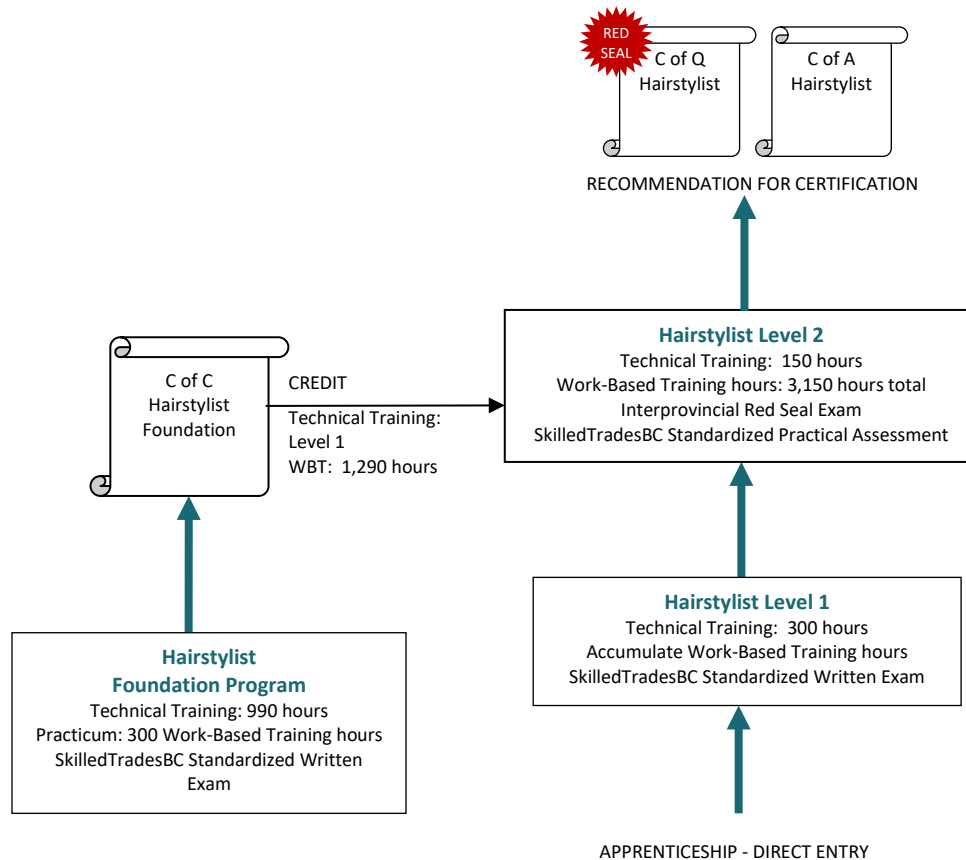 RED
SEAL
C of Q
Hairstylist
C of A
Hairstylist
RECOMMENDATION FOR CERTIFICATION
Hairstylist Level 2
Technical Training: 150 hours
Work-Based Training hours: 3,150 hours total
Interprovincial Red Seal Exam
SkilledTradesBC Standardized Practical Assessment
C of C
Hairstylist
Foundation
CREDIT
Technical Training:
Level 1
WBT: 1,290 hours
Hairstylist Level 1
Technical Training: 300 hours
Accumulate Work-Based Training hours
SkilledTradesBC Standardized Written Exam
Hairstylist
Foundation Program
Technical Training: 990 hours
Practicum: 300 Work-Based Training hours
SkilledTradesBC Standardized Written
Exam
APPRENTICESHIP - DIRECT ENTRY